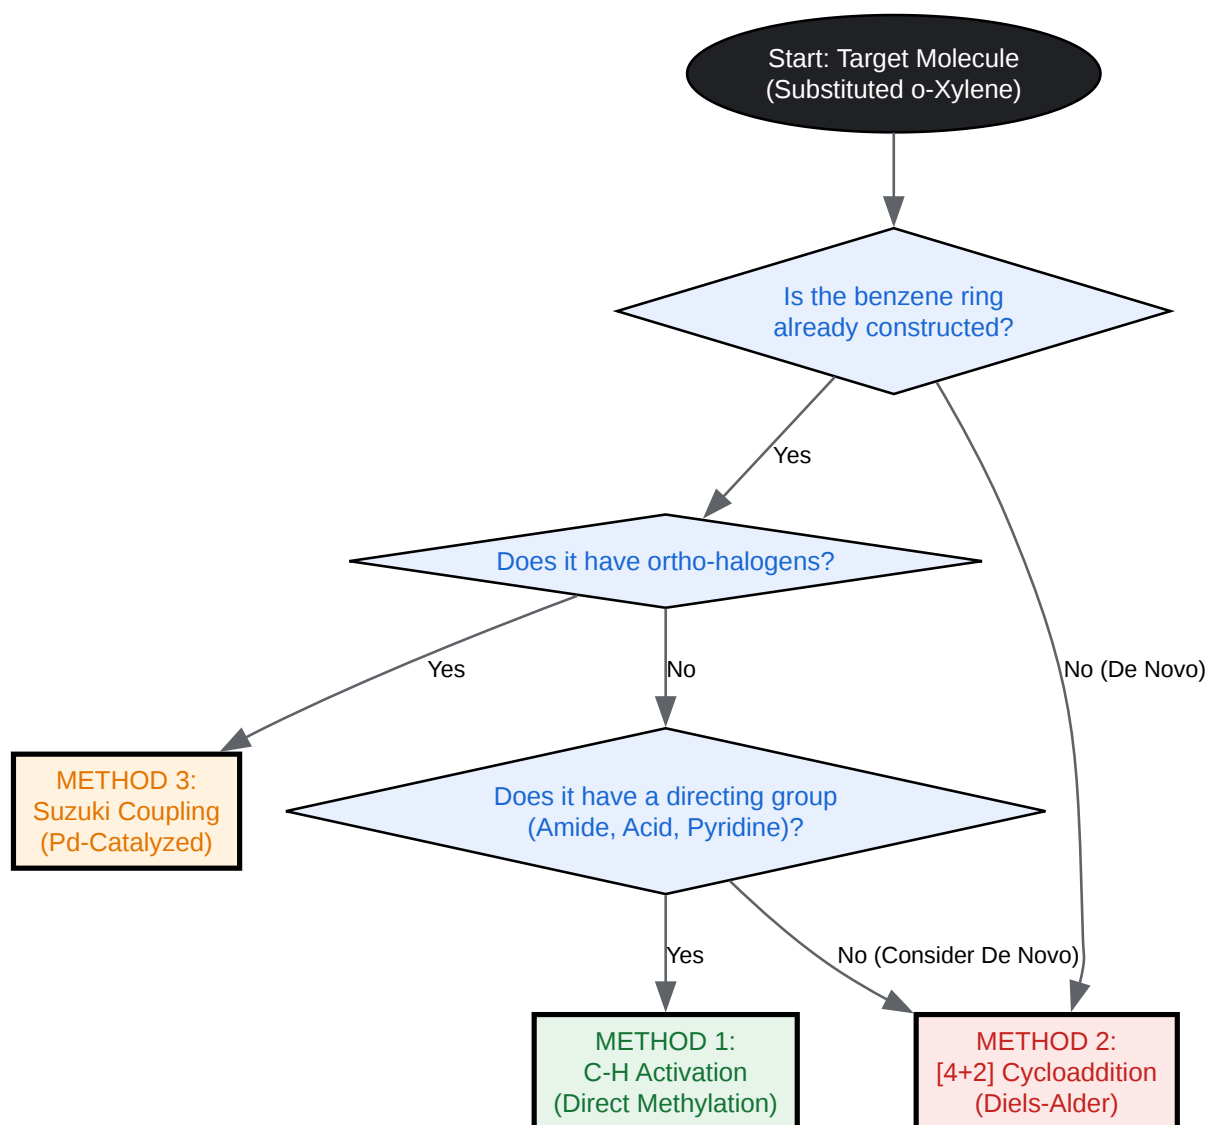 Start: Target Molecule
(Substituted o-Xylene)
Is the benzene ring
already constructed?
Yes
Does it have ortho-halogens?
Yes
No
No (De Novo)
METHOD 3:
Suzuki Coupling
(Pd-Catalyzed)
Does it have a directing group
(Amide, Acid, Pyridine)?
Yes
No (Consider De Novo)
METHOD 1:
C-H Activation
(Direct Methylation)
METHOD 2:
[4+2] Cycloaddition
(Diels-Alder)